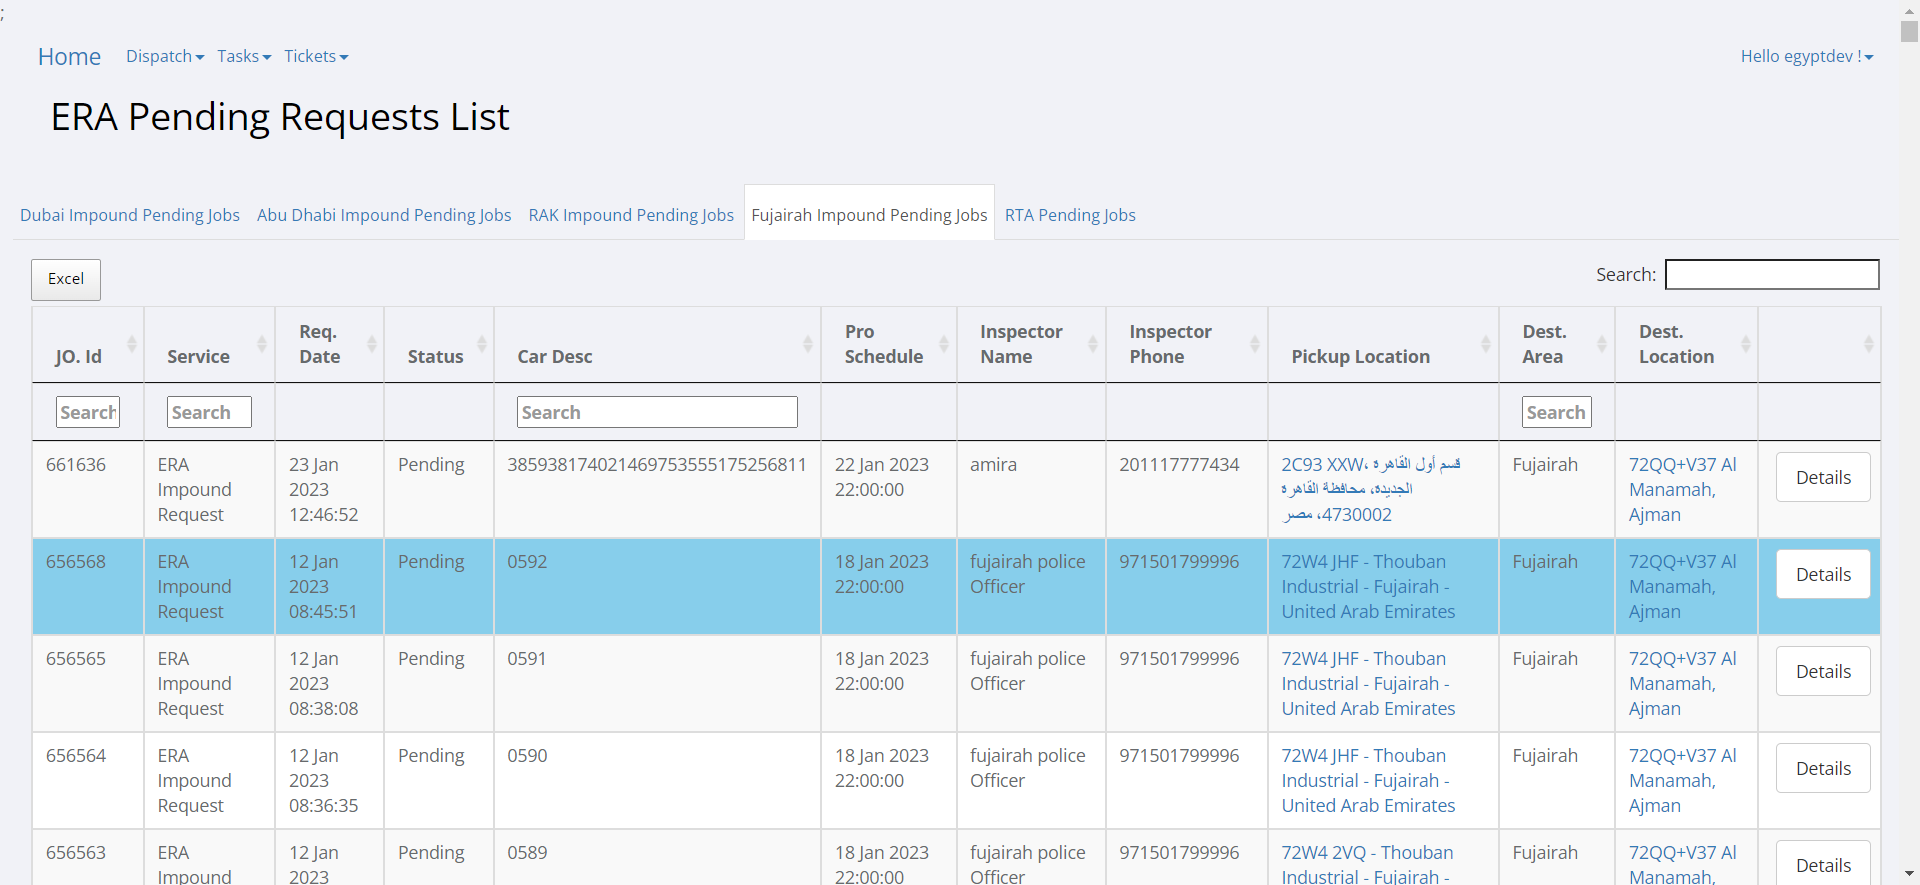 ;
Home Dispatch Tasks Tickets Hello egyptdev !
ERA Pending Requests List
Dubai Impound Pending Jobs Abu Dhabi Impound Pending Jobs RAK Impound Pending Jobs Fujairah Impound Pending Jobs RTA Pending Jobs
Excel Search:
JO. Id Service Req. Date Status Car Desc Pro Schedule Inspector Name Inspector Phone Pickup Location Dest. Area Dest. Location
Search Search Search Search
661636 ERA 23 Jan Pending 3859381740214697535551752568​11 22 Jan 2023 amira 201117777434 2C93 XXW، قسم أول القاهرة Fujairah 72QQ+V37 Al Details
Impound 2023 22:00:00 الجديدة، محافظة القاهرة Manamah,
Request 12:46:52 4730002، مصر Ajman
656568 ERA 12 Jan Pending 0592 18 Jan 2023 fujairah police 971501799996 72W4 JHF - Thouban Fujairah 72QQ+V37 Al Details
Impound 2023 22:00:00 Officer Industrial - Fujairah - Manamah,
Request 08:45:51 United Arab Emirates Ajman
656565 ERA 12 Jan Pending 0591 18 Jan 2023 fujairah police 971501799996 72W4 JHF - Thouban Fujairah 72QQ+V37 Al Details
Impound 2023 22:00:00 Officer Industrial - Fujairah - Manamah,
Request 08:38:08 United Arab Emirates Ajman
656564 ERA 12 Jan Pending 0590 18 Jan 2023 fujairah police 971501799996 72W4 JHF - Thouban Fujairah 72QQ+V37 Al Details
Impound 2023 22:00:00 Officer Industrial - Fujairah - Manamah,
Request 08:36:35 United Arab Emirates Ajman
656563 ERA 12 Jan Pending 0589 18 Jan 2023 fujairah police 971501799996 72W4 2VQ - Thouban Fujairah 72QQ+V37 Al Details
Impound 2023 22:00:00 Officer Industrial - Fujairah - Manamah,